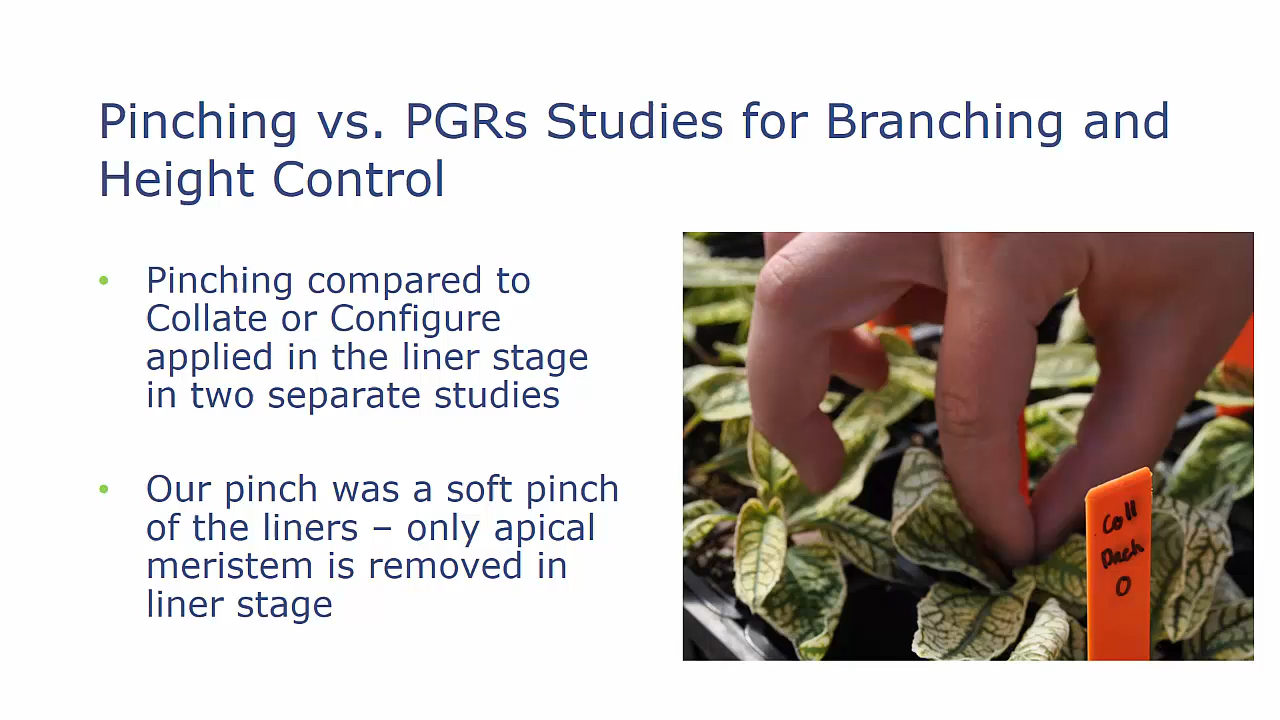 Pinching vs. PGRs Studies for Branching and
Height Control
• Pinching compared to
Collate or Configure
applied in the liner stage
in two separate studies
• Our pinch was a soft pinch
of the liners – only apical
meristem is removed in
liner stage
Coll
O